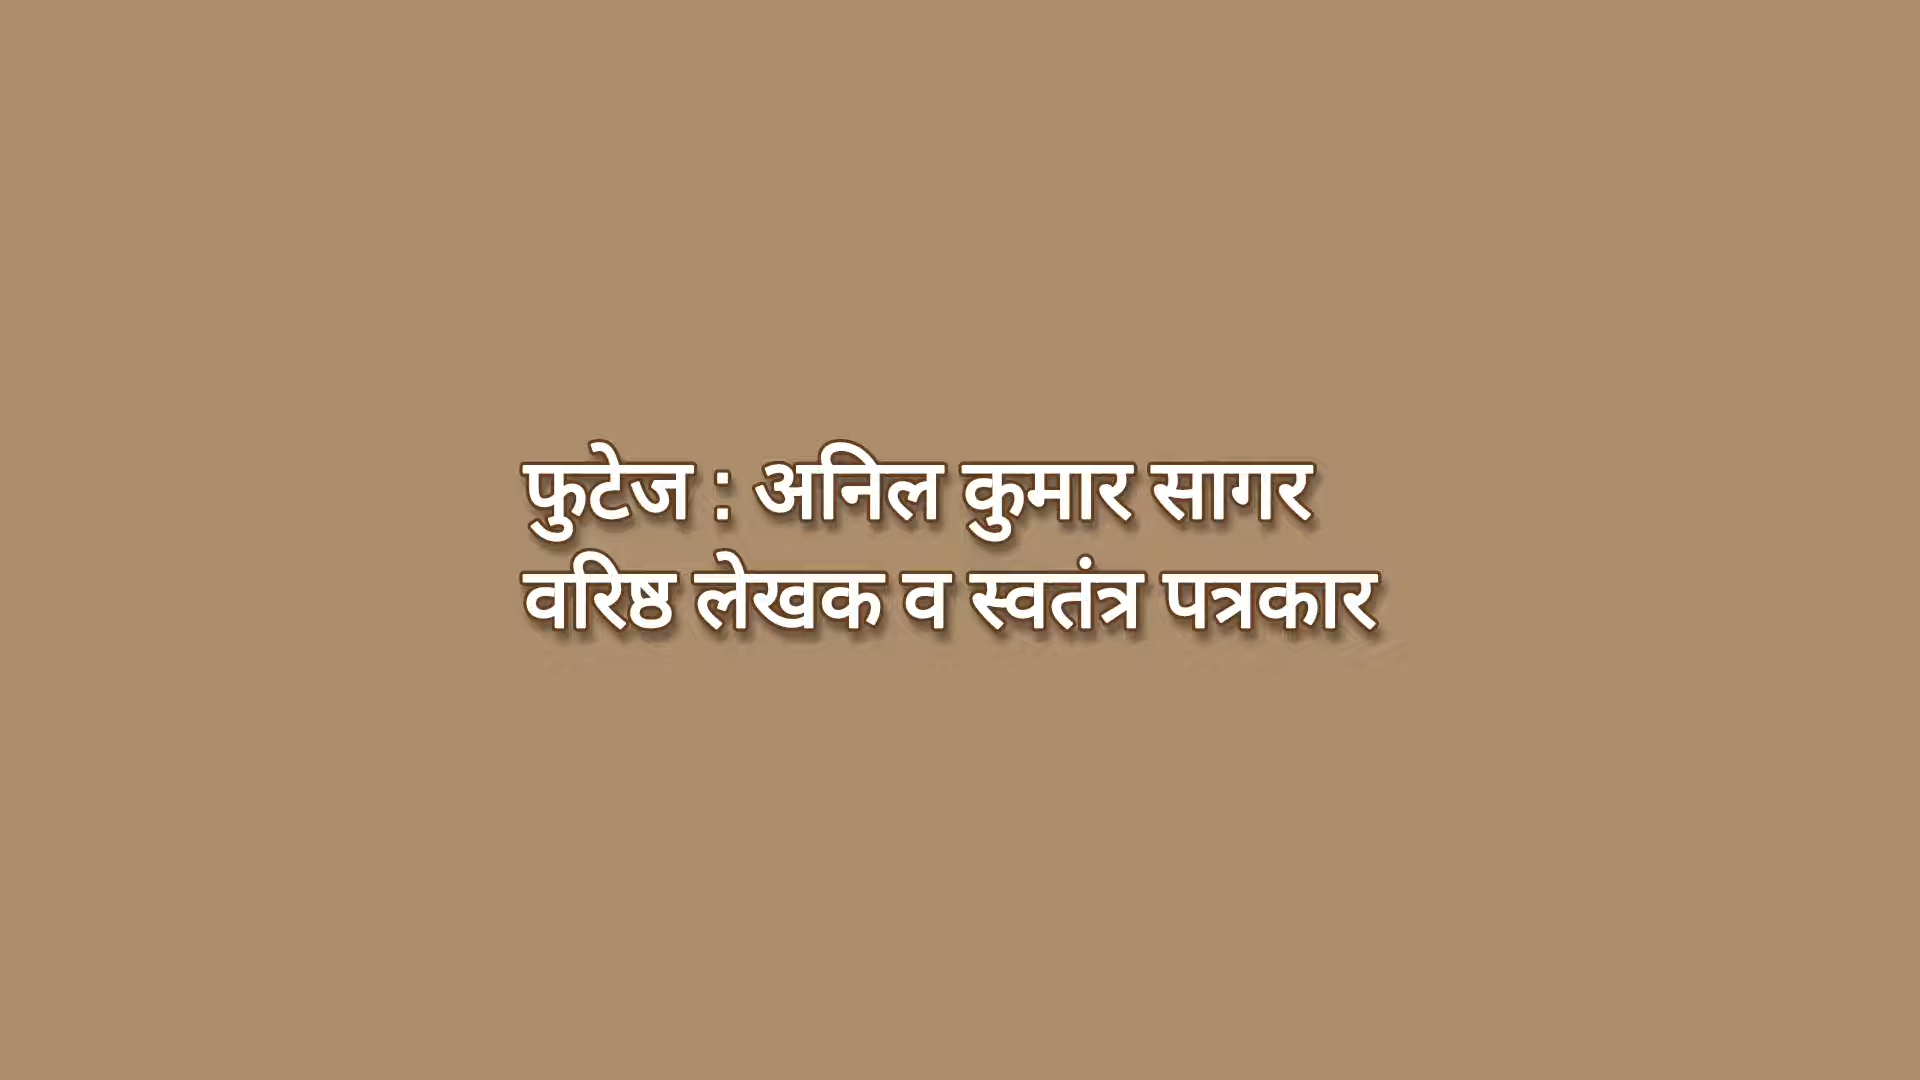 फुटेज : अनिल कुमार सागर
वरिष्ठ लेखक व स्वतंत्र पत्रकार